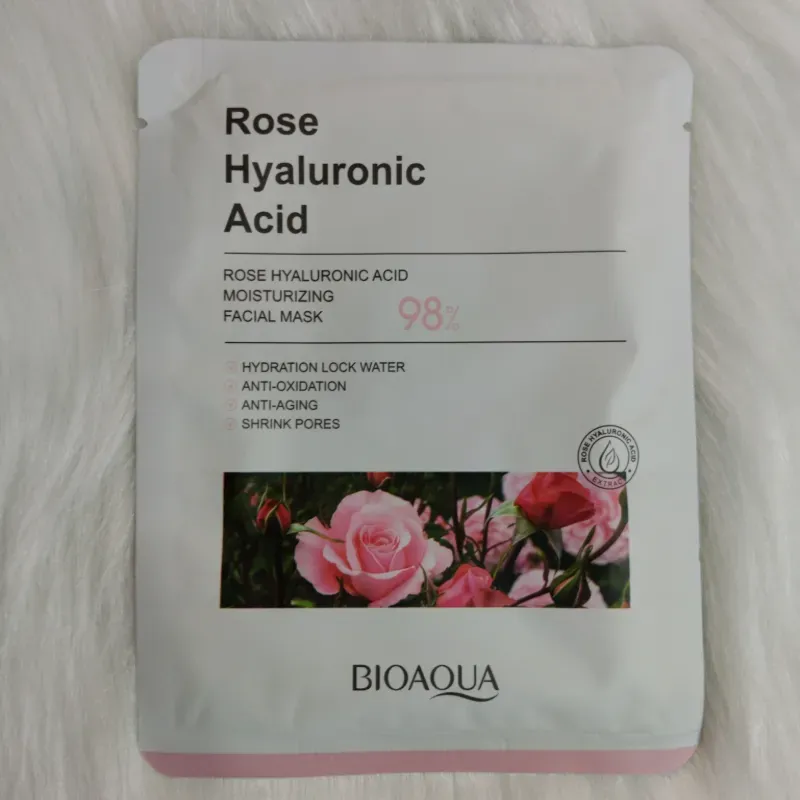 Rose
Hyaluronic
Acid
ROSE HYALURONIC ACID
MOISTURIZING
FACIAL MASK 98%
HYDRATION LOCK WATER
ANTI-OXIDATION
ANTI-AGING
SHRINK PORES
ROSE HYALURONIC ACID
EXTRACT
BIOAQUA